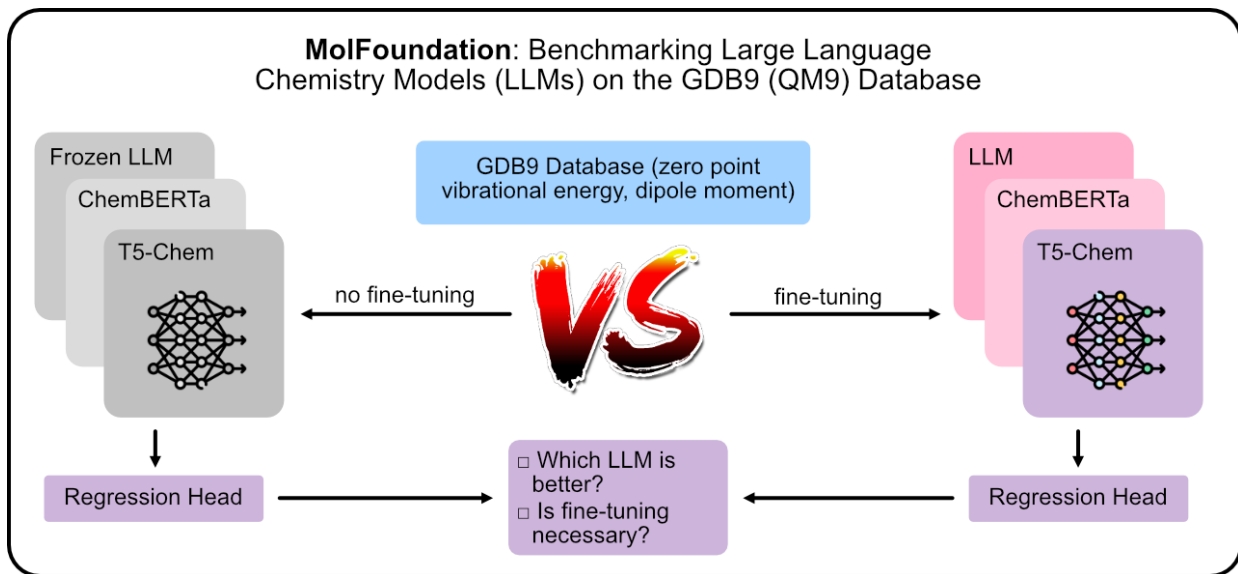 MolFoundation: Benchmarking Large Language
Chemistry Models (LLMs) on the GDB9 (QM9) Database
Frozen LLM
ChemBERTa
T5-Chem
GDB9 Database (zero point
vibrational energy, dipole moment)
LLM
ChemBERTa
T5-Chem
no fine-tuning
VS
fine-tuning
Regression Head
□ Which LLM is
better?
□ Is fine-tuning
necessary?
Regression Head